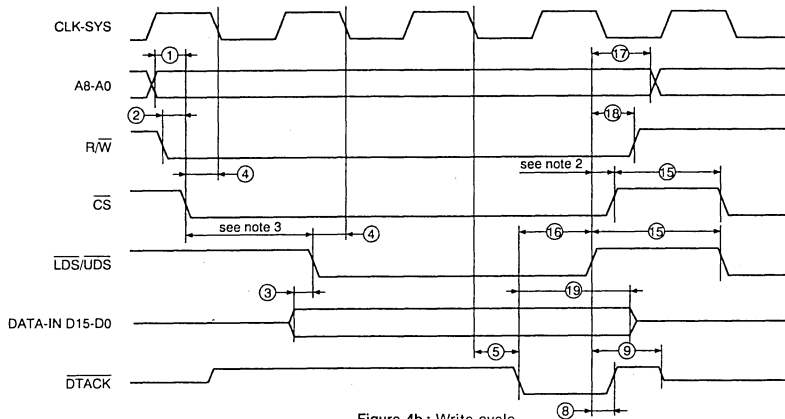 CLK-SYS
① ⑰
A8-A0
② ⑱
R/W
④ see note 2 ⑮
CS
see note 3 ④ ⑯ ⑮
LDS/UDS
③ ⑲
DATA-IN D15-D0
⑤ ⑨
DTACK
⑧
Figure 4b : Write cycle